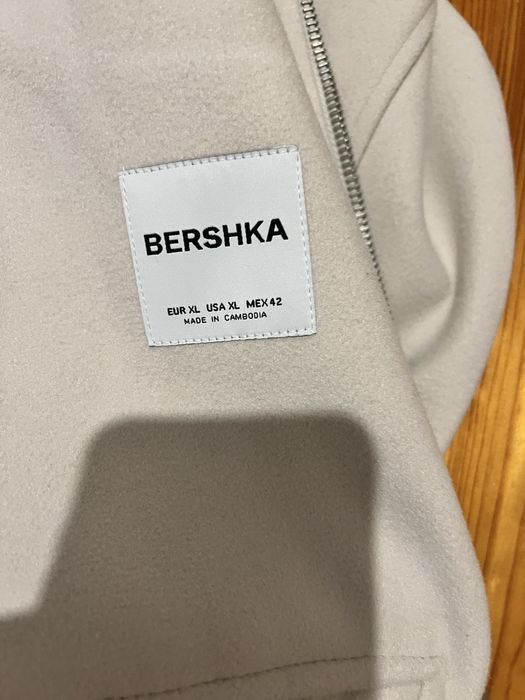 BERSHKA
EUR XL USA XL MEX 42
MADE IN CAMBODIA